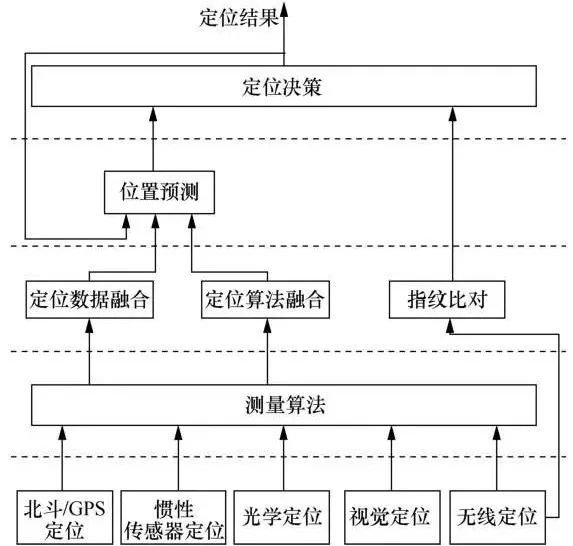 定位结果
定位决策
位置预测
定位数据融合
定位算法融合
指纹比对
测量算法
北斗/GPS
定位
惯性
传感器定位
光学定位
视觉定位
无线定位